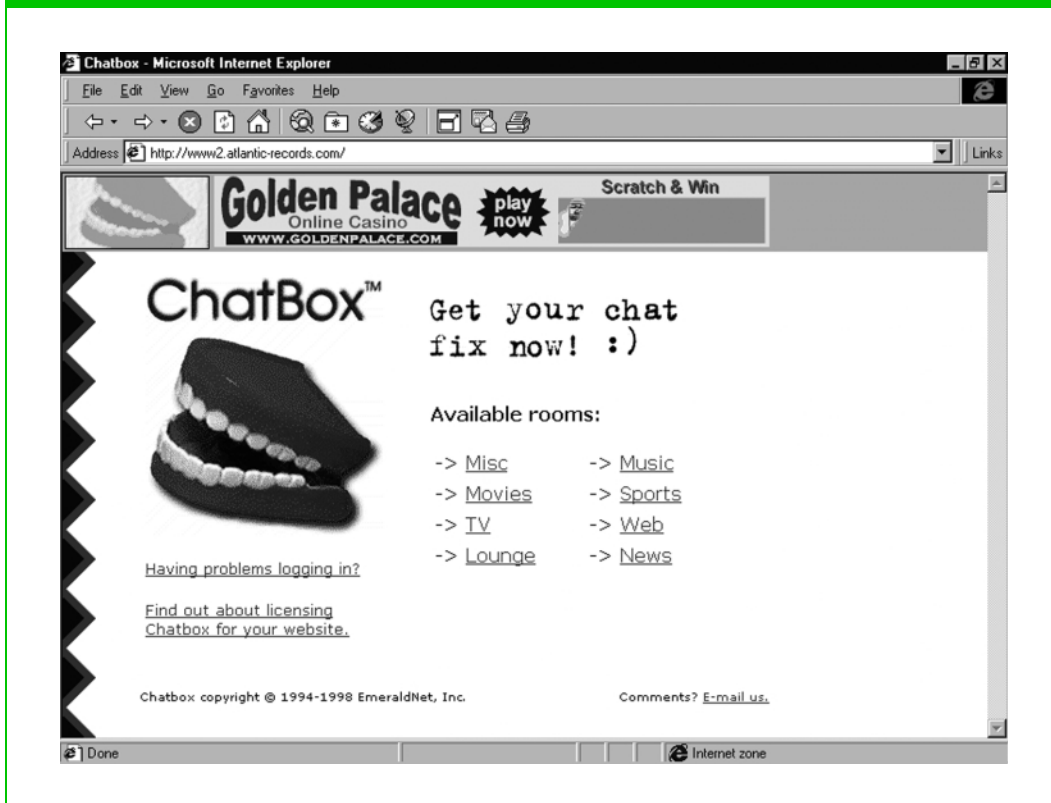 Chatbox - Microsoft Internet Explorer
File Edit View Go Favorites Help
Address http://www2.atlantic-records.com/ Links
Golden Palace
Online Casino
WWW.GOLDENPALACE.COM
play
now
Scratch & Win
ChatBox™
Get your chat
fix now! :)
Available rooms:
-> Misc -> Music
-> Movies -> Sports
-> TV -> Web
-> Lounge -> News
Having problems logging in?
Find out about licensing
Chatbox for your website.
Chatbox copyright © 1994-1998 EmeraldNet, Inc. Comments? E-mail us.
Done Internet zone